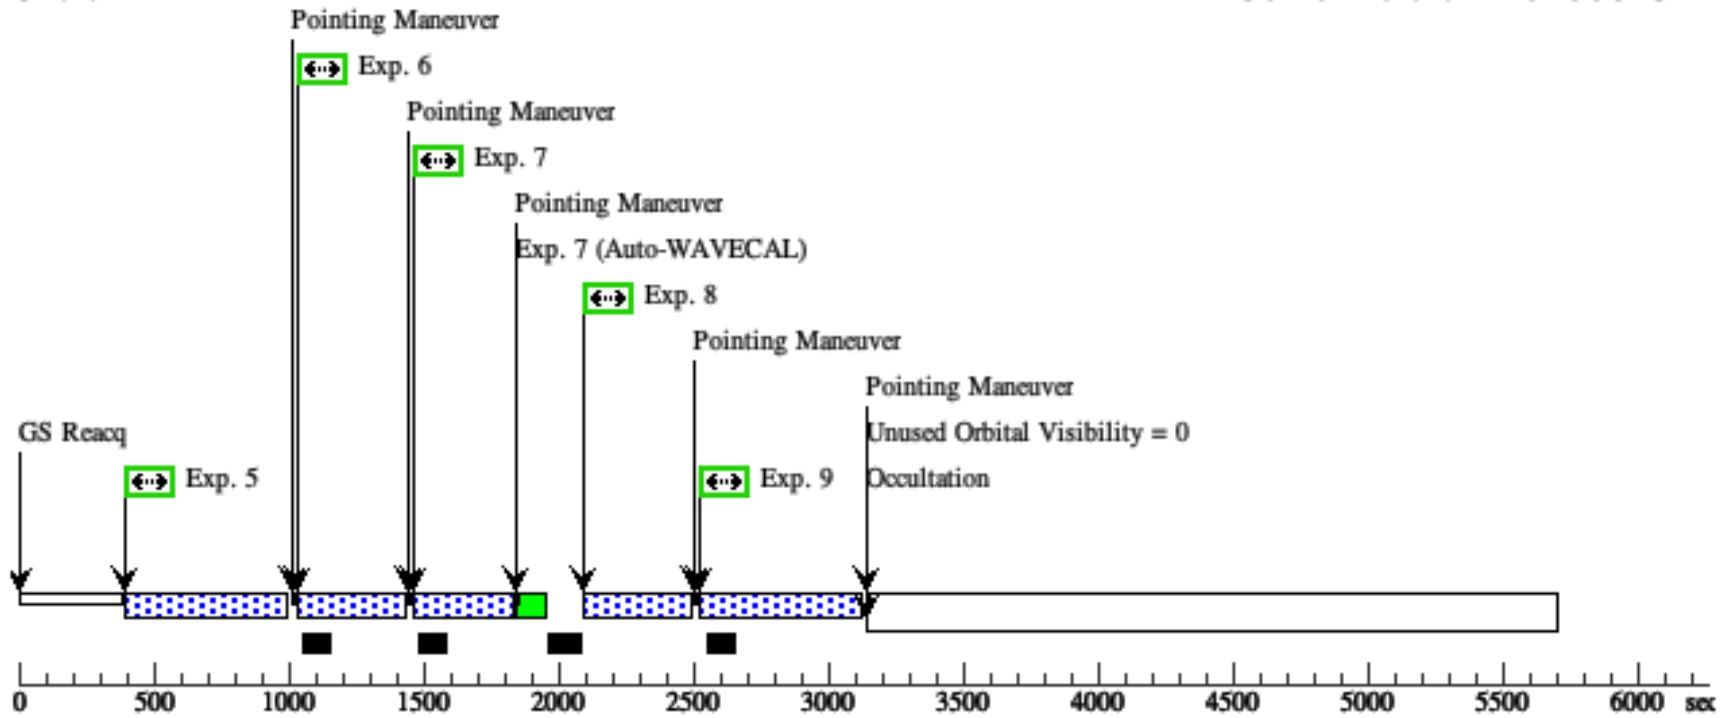 Pointing Maneuver
Exp. 6
Pointing Maneuver
Exp. 7
Pointing Maneuver
Exp. 7 (Auto-WAVECAL)
Exp. 8
Pointing Maneuver
Pointing Maneuver
GS Reacq
Unused Orbital Visibility = 0
Exp. 5
Exp. 9
Occultation
0 500 1000 1500 2000 2500 3000 3500 4000 4500 5000 5500 6000 sec